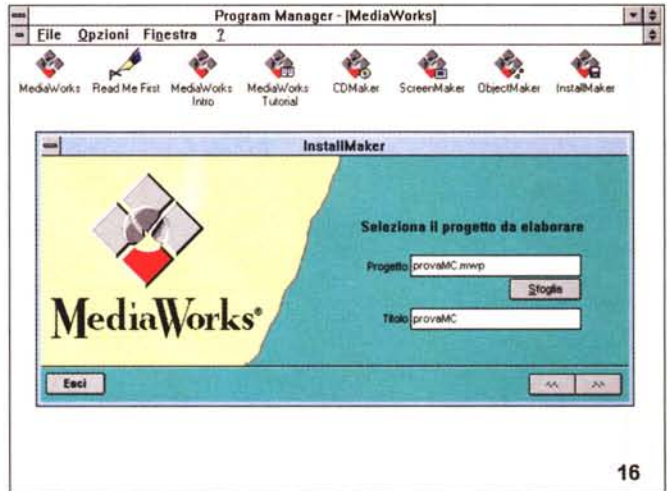 Program Manager - [MediaWorks]
File Opzioni Finestra ?
MediaWorks Read Me First MediaWorks Intro MediaWorks Tutorial CDMaker ScreenMaker ObjectMaker InstallMaker
InstallMaker
Seleziona il progetto da elaborare
Progetto provaMC.mwp
Sfoglia
MediaWorks®
Titolo provaMC
Esci << >>
16